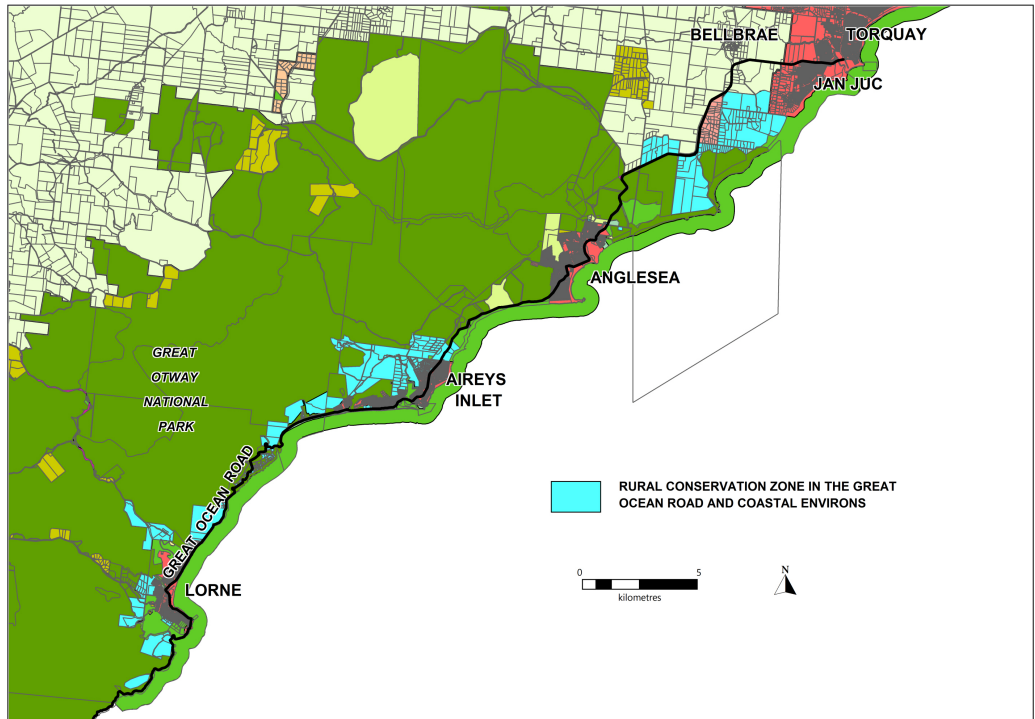 BELLBRAE
TORQUAY
JAN JUC
ANGLESEA
GREAT
OTWAY
NATIONAL
PARK
AIREYS
INLET
GREAT OCEAN ROAD
RURAL CONSERVATION ZONE IN THE GREAT
OCEAN ROAD AND COASTAL ENVIRONS
LORNE
0
5
kilometres
N